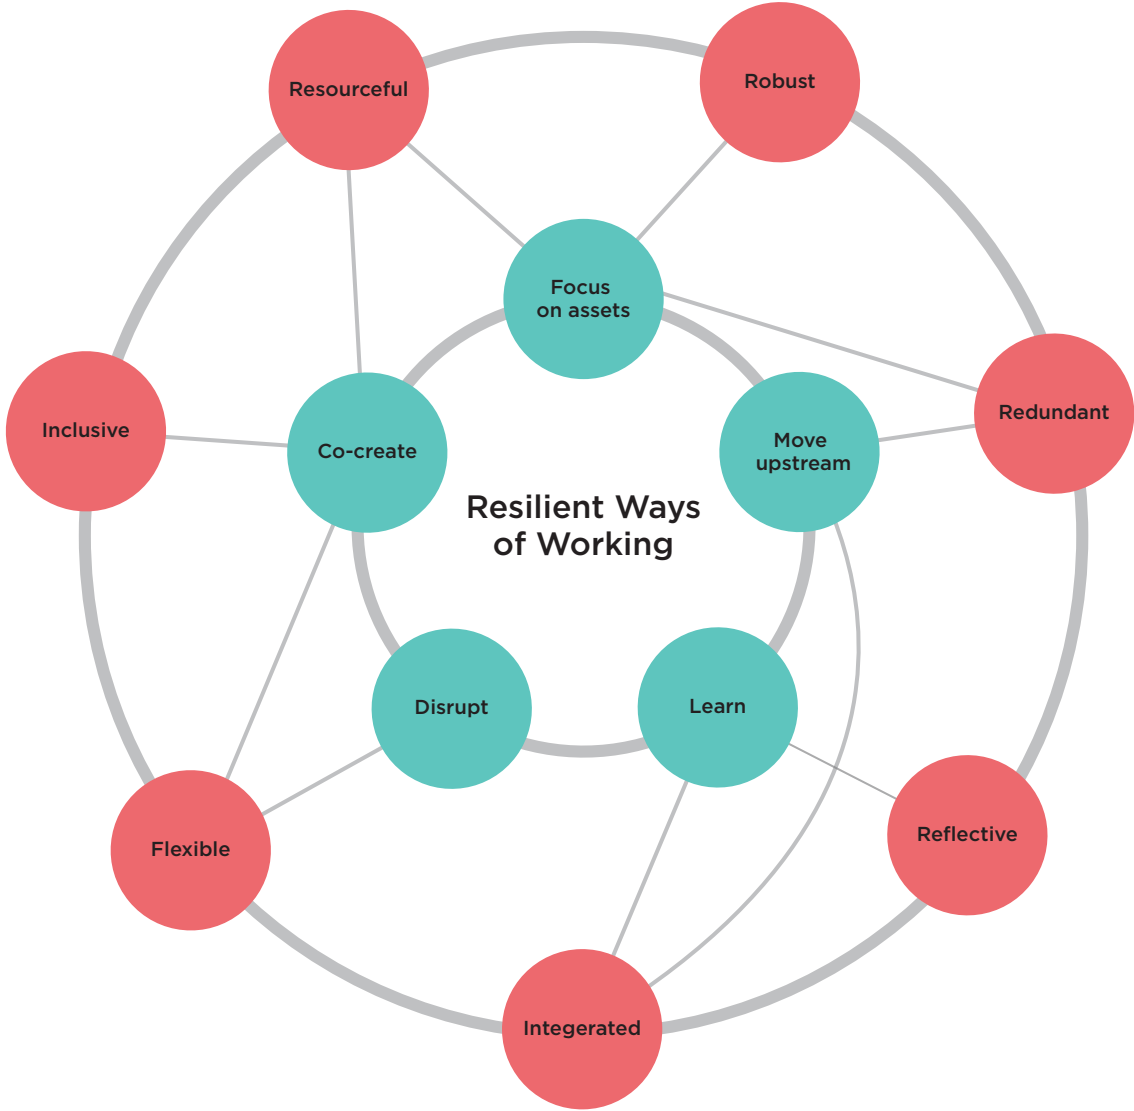 Resourceful
Robust
Focus
on assets
Redundant
Inclusive
Co-create
Move
upstream
Resilient Ways
of Working
Disrupt
Learn
Flexible
Reflective
Integerated